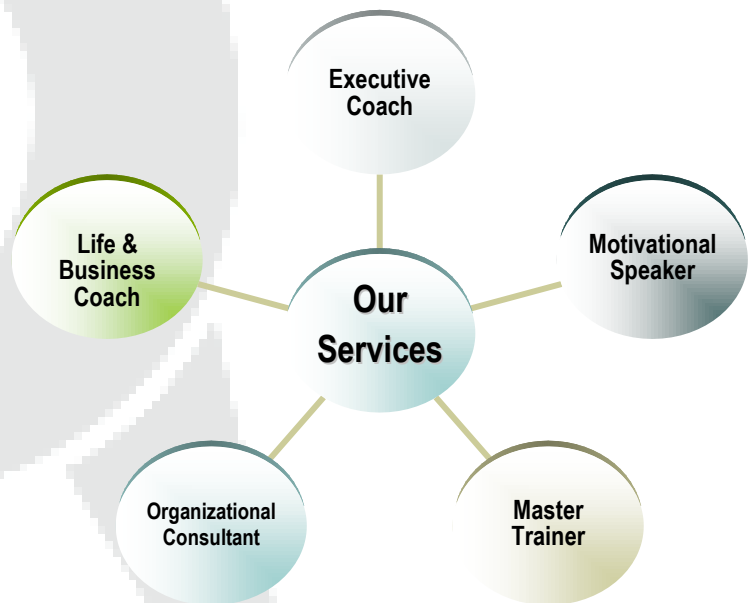 Executive
Coach
Life &
Business
Coach
Motivational
Speaker
Our
Services
Organizational
Consultant
Master
Trainer